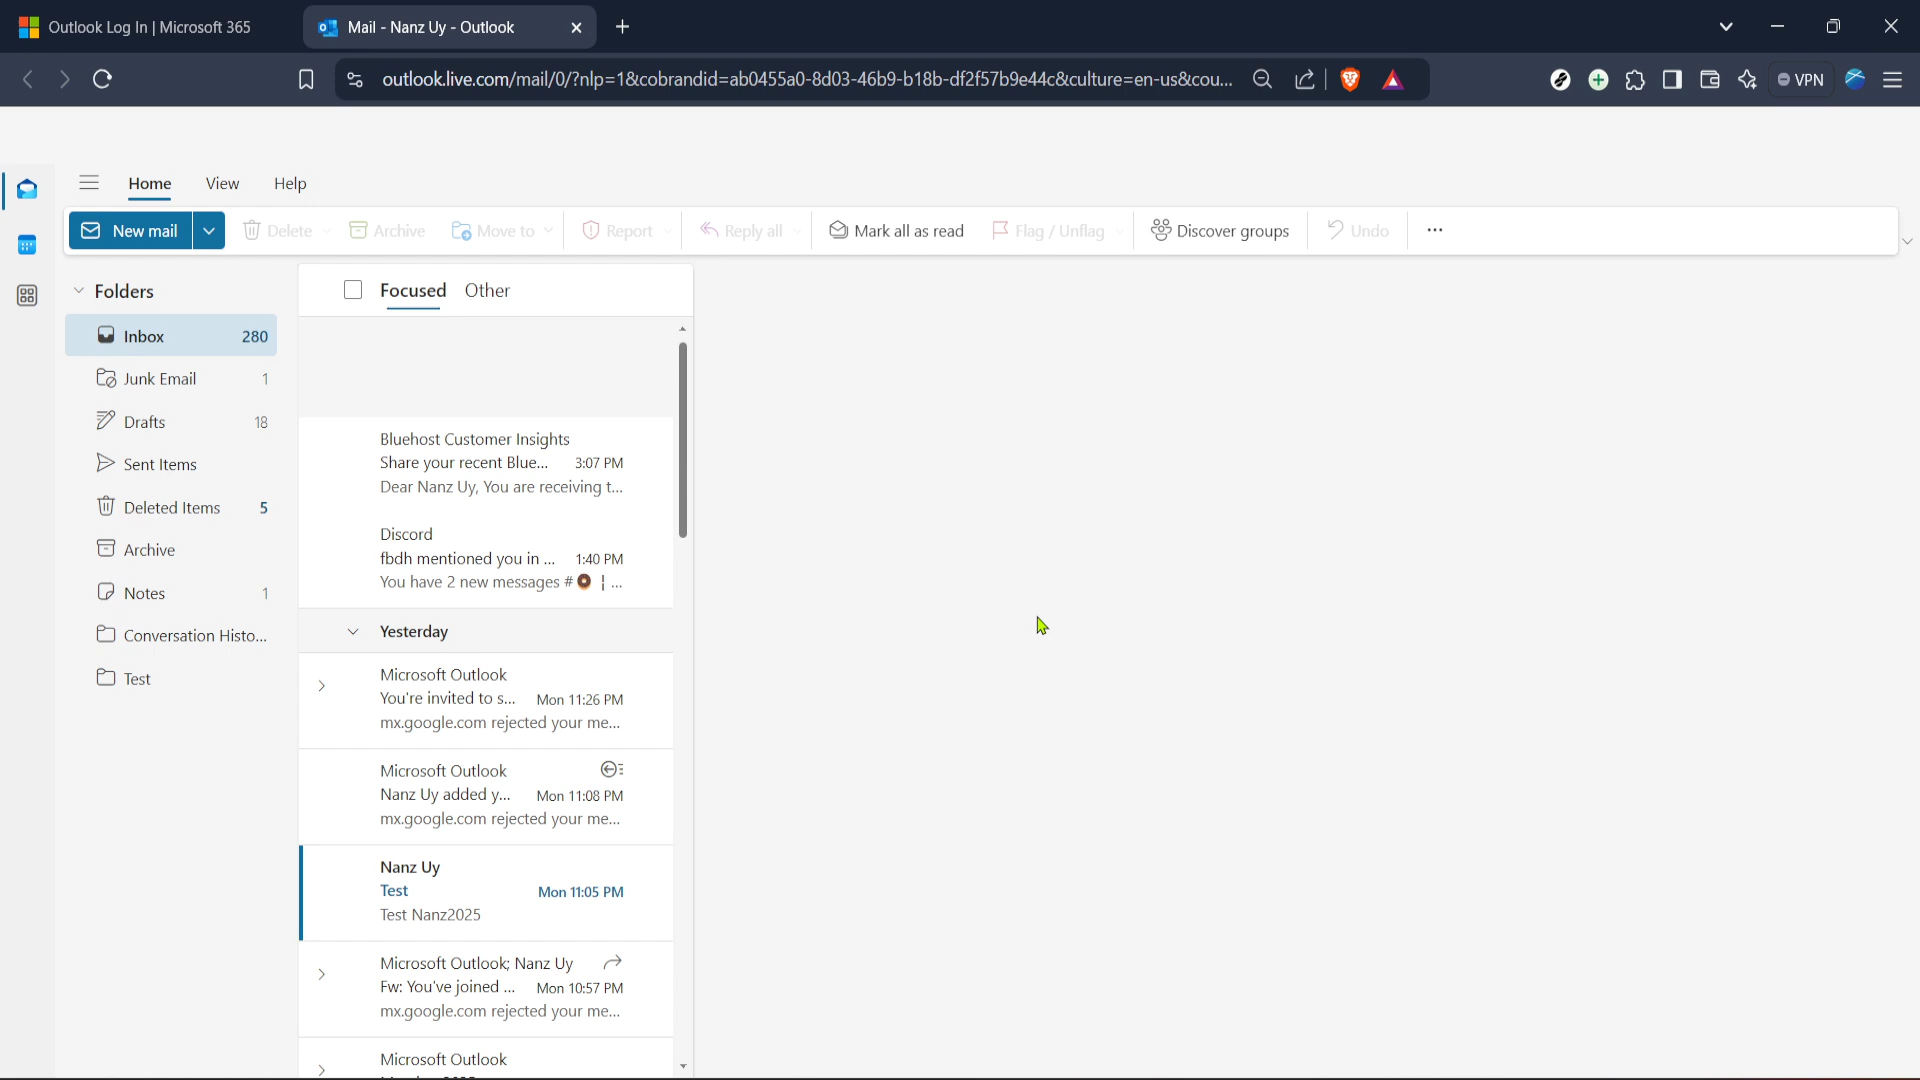 Outlook Log In | Microsoft 365
Mail - Nanz Uy - Outlook
outlook.live.com/mail/0/?nlp=1&cobrandid=ab0455a0-8d03-46b9-b18b-df2f57b9e44c&culture=en-us&cou...
VPN
Home View Help
New mail Delete Archive Move to Report Reply all Mark all as read Flag / Unflag Discover groups Undo ...
Folders
Inbox 280
Junk Email 1
Drafts 18
Sent Items
Deleted Items 5
Archive
Notes 1
Conversation Histo...
Test
Focused Other
Bluehost Customer Insights
Share your recent Blue... 3:07 PM
Dear Nanz Uy, You are receiving t...
Discord
fbdh mentioned you in ... 1:40 PM
You have 2 new messages #🍩 ¦ ...
Yesterday
Microsoft Outlook
You're invited to s... Mon 11:26 PM
mx.google.com rejected your me...
Microsoft Outlook
Nanz Uy added y... Mon 11:08 PM
mx.google.com rejected your me...
Nanz Uy
Test Mon 11:05 PM
Test Nanz2025
Microsoft Outlook; Nanz Uy
Fw: You've joined ... Mon 10:57 PM
mx.google.com rejected your me...
Microsoft Outlook